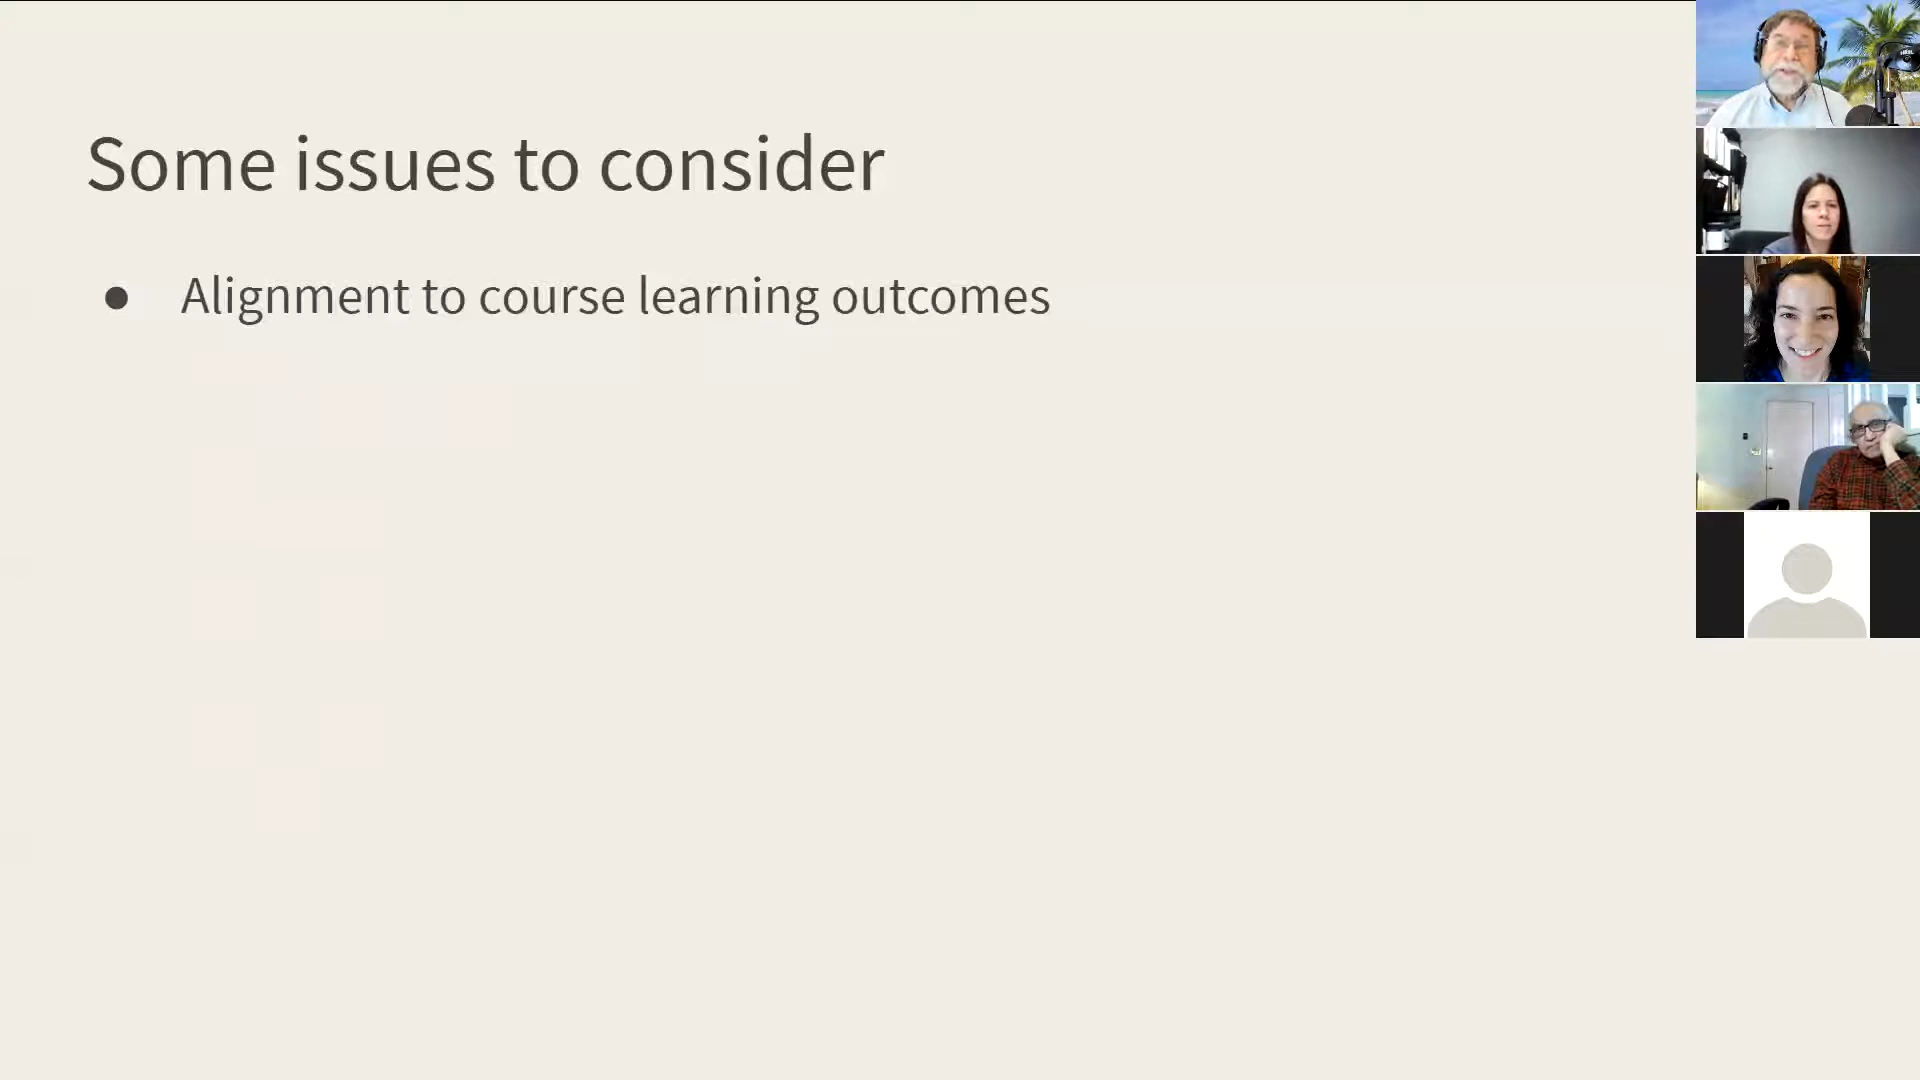 Some issues to consider
● Alignment to course learning outcomes